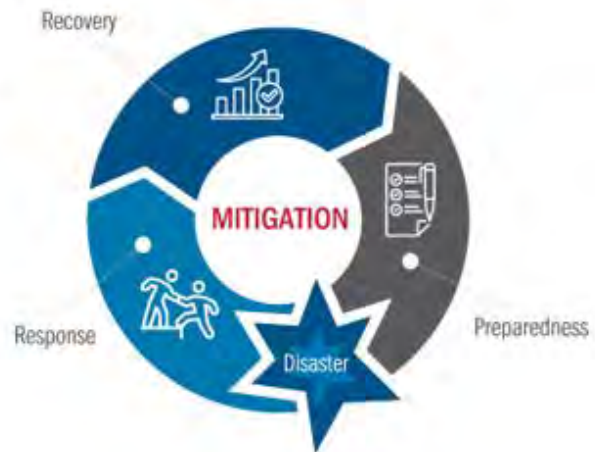 Recovery
MITIGATION
Response
Preparedness
Disaster